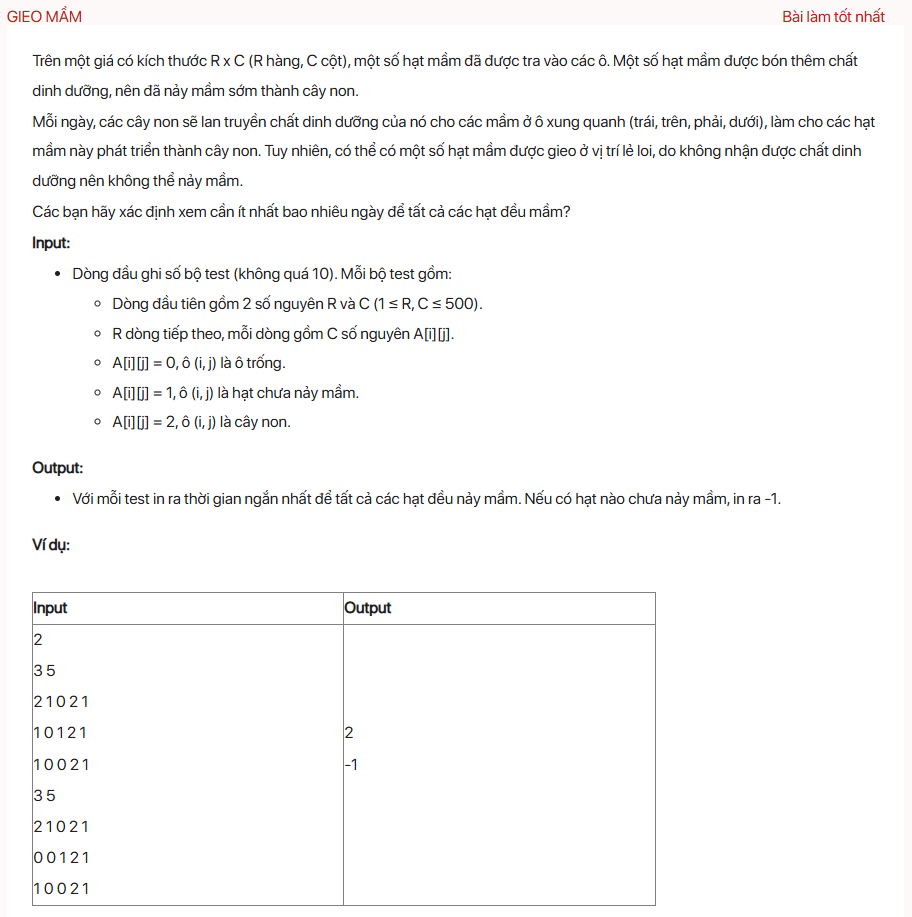 GIEO MẦM
Bài làm tốt nhất
Trên một giá có kích thước R x C (R hàng, C cột), một số hạt mầm đã được tra vào các ô. Một số hạt mầm được bón thêm chất
dinh dưỡng, nên đã nảy mầm sớm thành cây non.
Mỗi ngày, các cây non sẽ lan truyền chất dinh dưỡng của nó cho các mầm ở ô xung quanh (trái, trên, phải, dưới), làm cho các hạt
mầm này phát triển thành cây non. Tuy nhiên, có thể có một số hạt mầm được gieo ở vị trí lẻ loi, do không nhận được chất dinh
dưỡng nên không thể nảy mầm.
Các bạn hãy xác định xem cần ít nhất bao nhiêu ngày để tất cả các hạt đều mầm?
Input:
• Dòng đầu ghi số bộ test (không quá 10). Mỗi bộ test gồm:
◦ Dòng đầu tiên gồm 2 số nguyên R và C (1 ≤ R, C ≤ 500).
◦ R dòng tiếp theo, mỗi dòng gồm C số nguyên A[i][j].
◦ A[i][j] = 0, ô (i, j) là ô trống.
◦ A[i][j] = 1, ô (i, j) là hạt chưa nảy mầm.
◦ A[i][j] = 2, ô (i, j) là cây non.
Output:
• Với mỗi test in ra thời gian ngắn nhất để tất cả các hạt đều nảy mầm. Nếu có hạt nào chưa nảy mầm, in ra -1.
Ví dụ:
Input
Output
2
3 5
2 1 0 2 1
1 0 1 2 1
1 0 0 2 1
3 5
2 1 0 2 1
0 0 1 2 1
1 0 0 2 1
2
-1